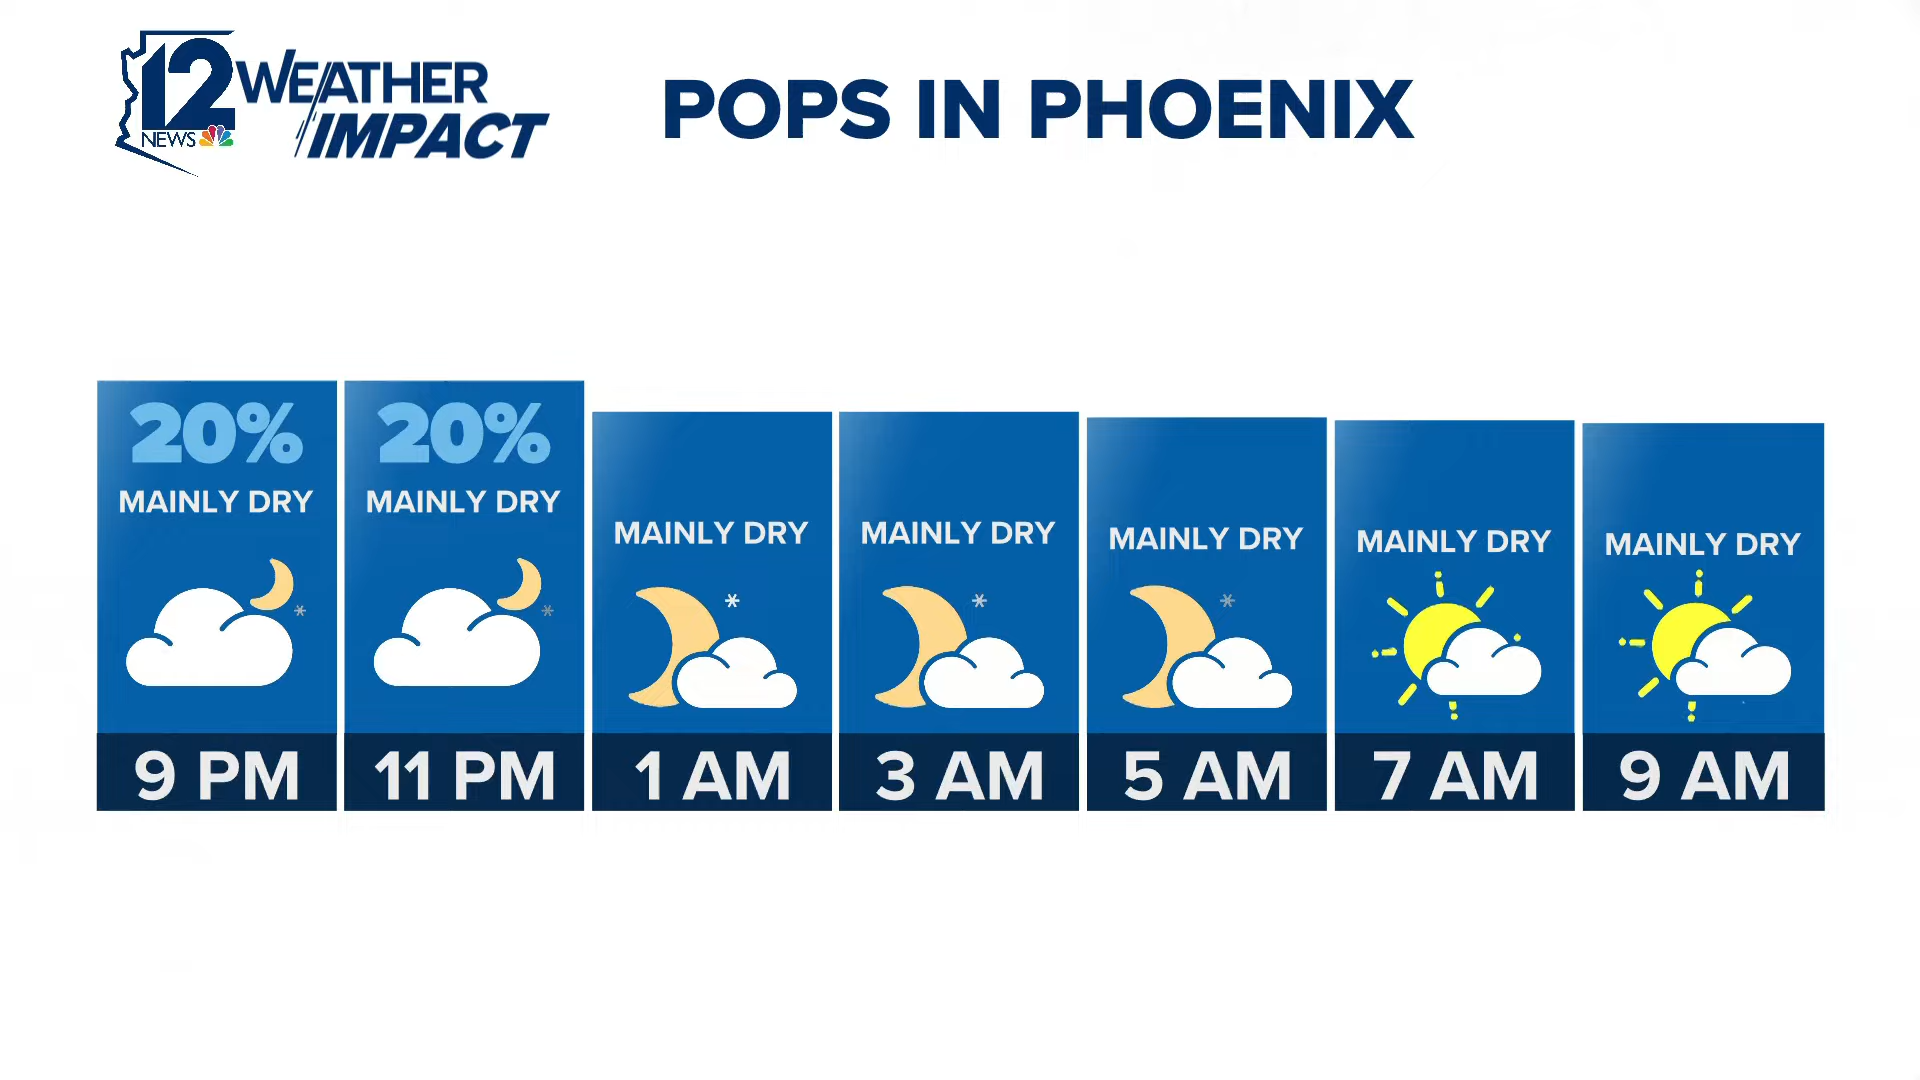 12 NEWS
WEATHER
IMPACT
POPS IN PHOENIX
20%
MAINLY DRY
9 PM
20%
MAINLY DRY
11 PM
MAINLY DRY
1 AM
MAINLY DRY
3 AM
MAINLY DRY
5 AM
MAINLY DRY
7 AM
MAINLY DRY
9 AM